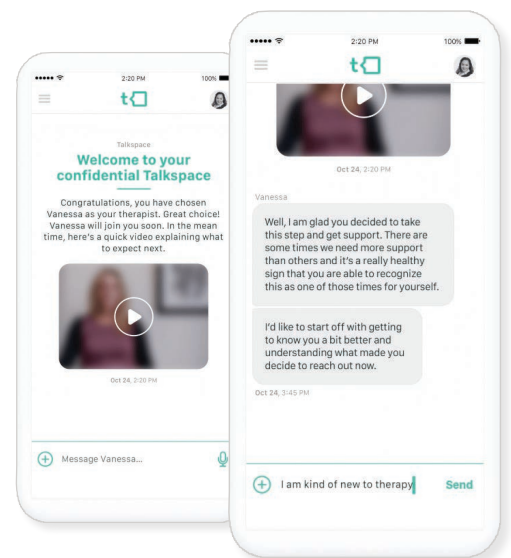 2:20 PM
100%
t
Talkspace
Welcome to your
confidential Talkspace
Congratulations, you have chosen
Vanessa as your therapist. Great choice!
Vanessa will join you soon. In the mean
time, here's a quick video explaining what
to expect next.
Oct 24, 2:20 PM
Message Vanessa...
2:20 PM
100%
t
Oct 24, 2:20 PM
Vanessa
Well, I am glad you decided to take
this step and get support. There are
some times we need more support
than others and it's a really healthy
sign that you are able to recognize
this as one of those times for yourself.
I'd like to start off with getting
to know you a bit better and
understanding what made you
decide to reach out now.
Oct 24, 3:45 PM
I am kind of new to therapy
Send